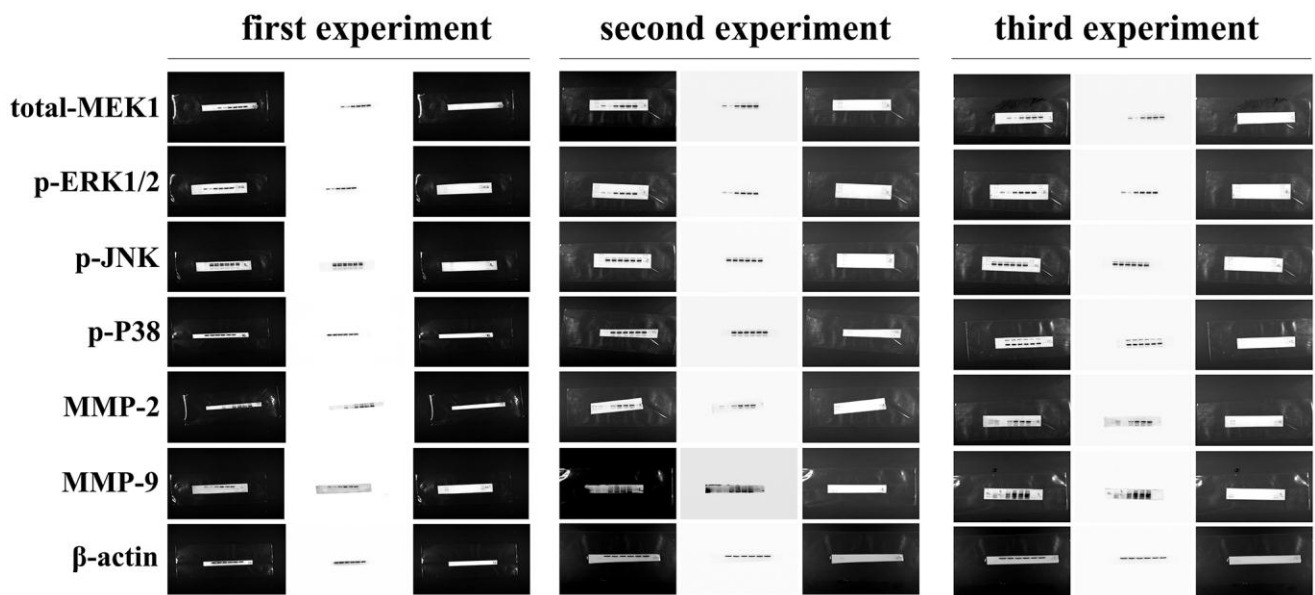 first experiment second experiment third experiment
total-MEK1
p-ERK1/2
p-JNK
p-P38
MMP-2
MMP-9
β-actin